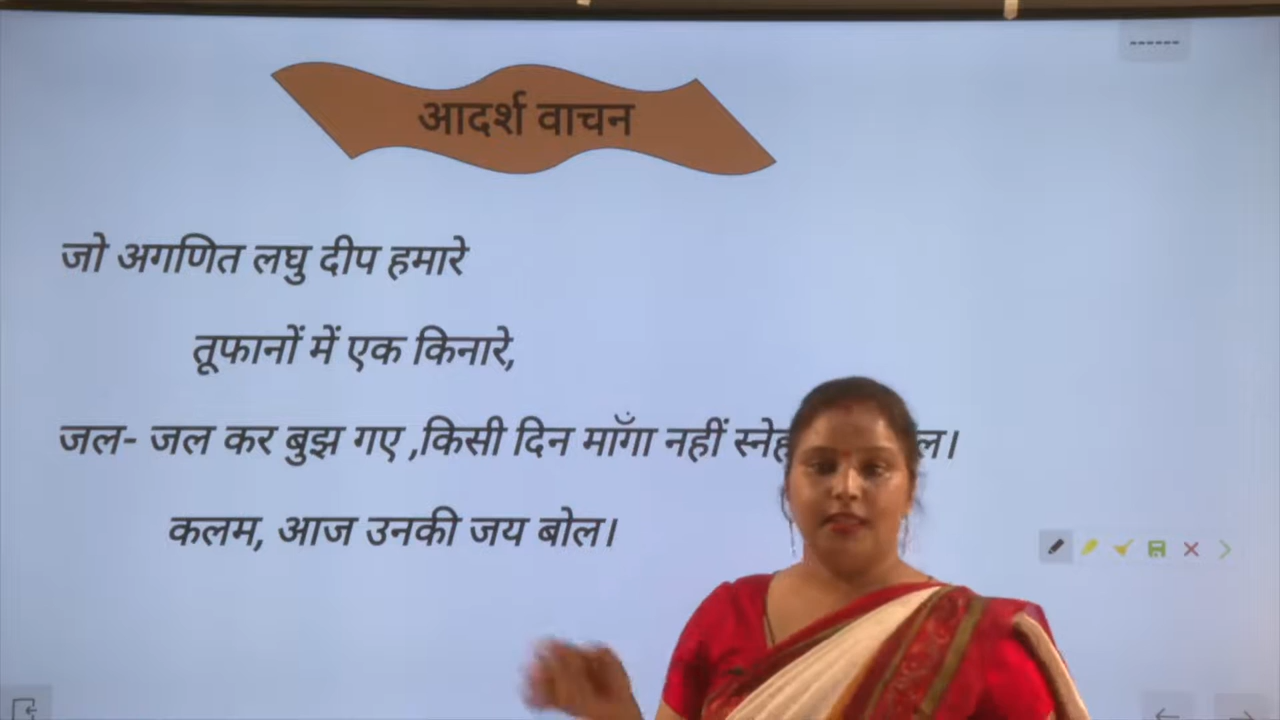 आदर्श वाचन
जो अगणित लघु दीप हमारे
तूफानों में एक किनारे,
जल- जल कर बुझ गए ,किसी दिन माँगा नहीं
कलम, आज उनकी जय बोल।